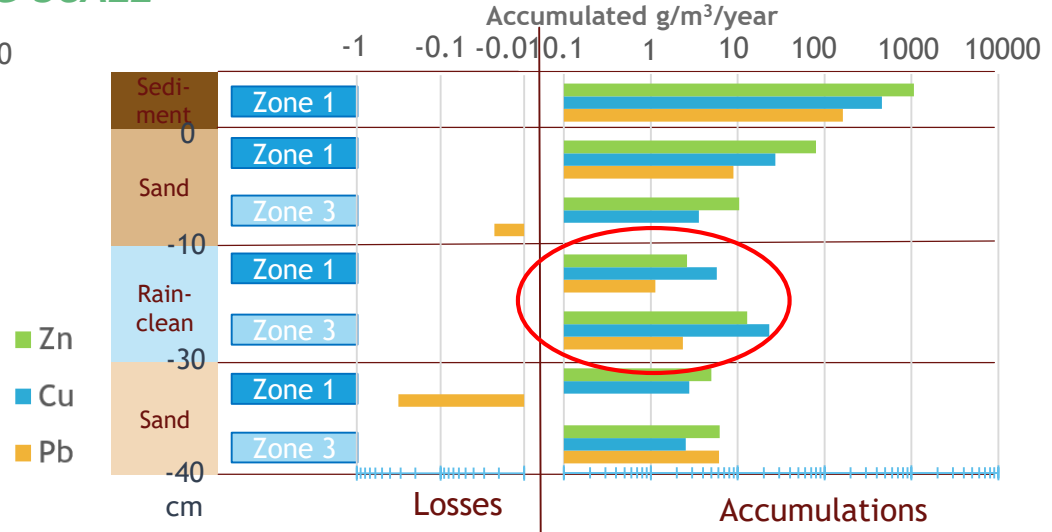 Accumulated g/m³/year
0
-1 -0.1 -0.01 0.1 1 10 100 1000 10000
Sedi-
ment
Zone 1
0
Zone 1
Sand
Zone 3
-10
Zone 1
Rain-
clean
Zone 3
-30
Zone 1
Sand
Zone 3
-40
cm
Losses
Accumulations
Zn
Cu
Pb